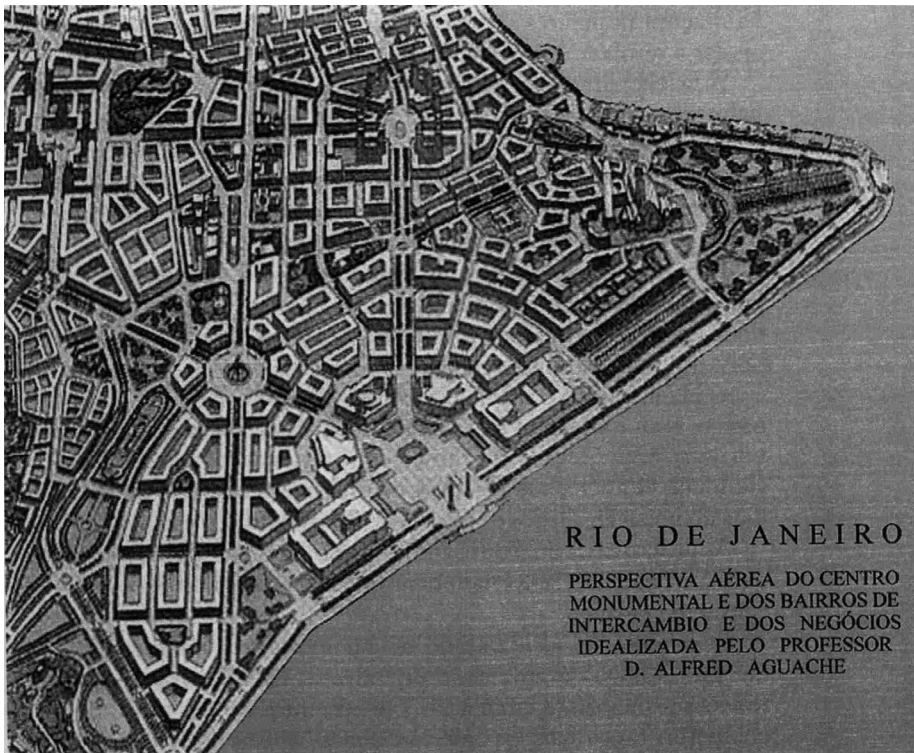 RIO DE JANEIRO
PERSPECTIVA AÉREA DO CENTRO
MONUMENTAL E DOS BAIRROS DE
INTERCAMBIO E DOS NEGÓCIOS
IDEALIZADA PELO PROFESSOR
D. ALFRED AGUACHE